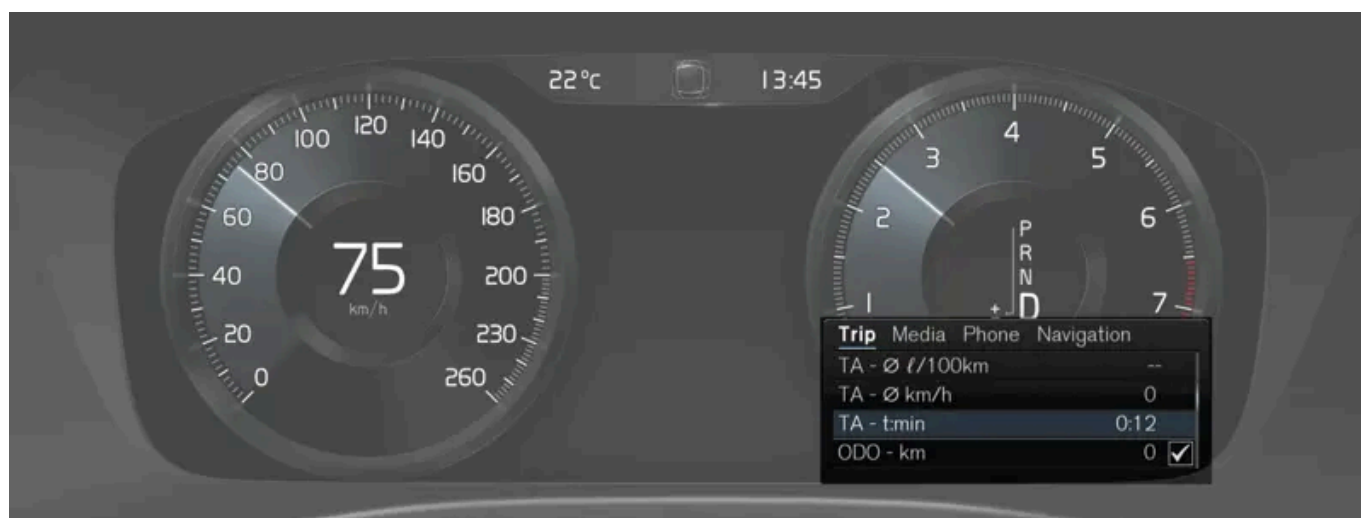 22°C
13:45
0
20
40
60
80
100
120
140
160
180
200
230
260
75
km/h
1
2
3
4
5
6
7
P
R
N
± D
Trip Media Phone Navigation
TA - Ø ℓ/100km --
TA - Ø km/h 0
TA - t:min 0:12
ODO - km 0